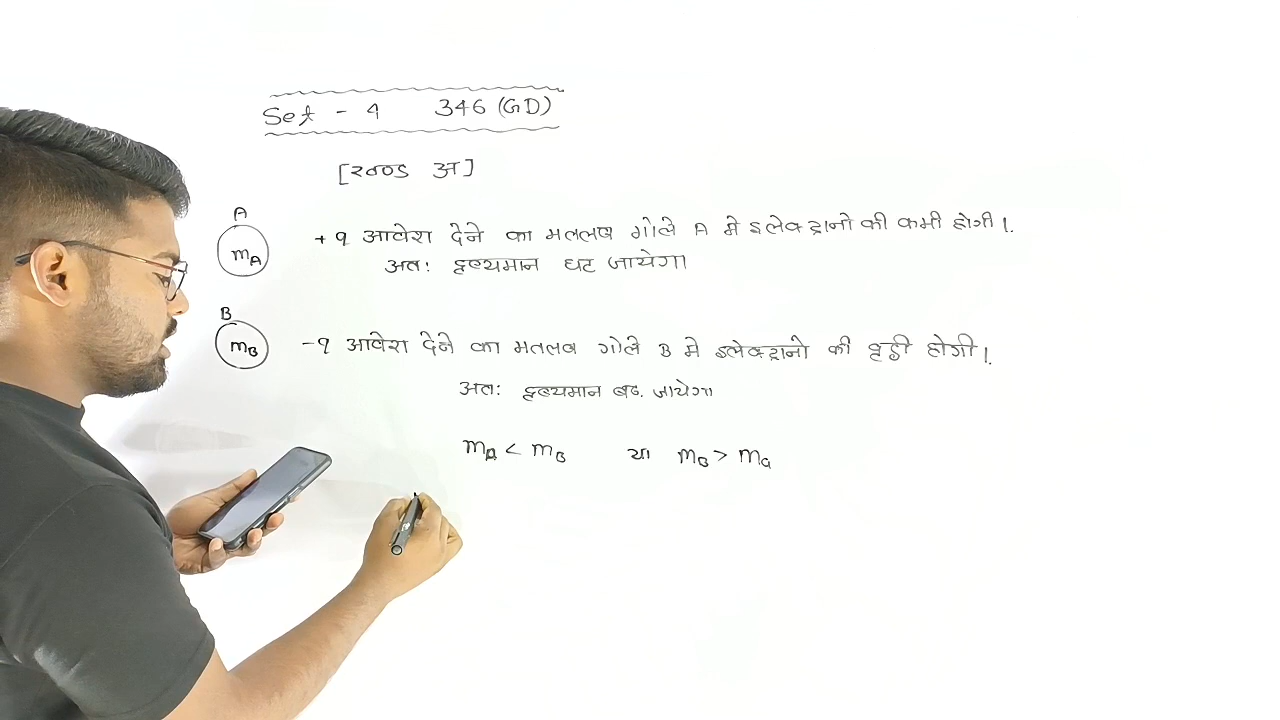 Set - 4 346 (GD)
[खण्ड अ]
A
mA
+q आवेश देने का मतलब गोले A मे इलेक्ट्रानो की कमी होगी।.
अतः द्रव्यमान घट जायेगा
B
mB
-q आवेश देने का मतलब गोले B मे इलेक्ट्रानो की वृद्धी होगी।.
अतः द्रव्यमान बढ. जायेगा
mA < mB या mB > mA